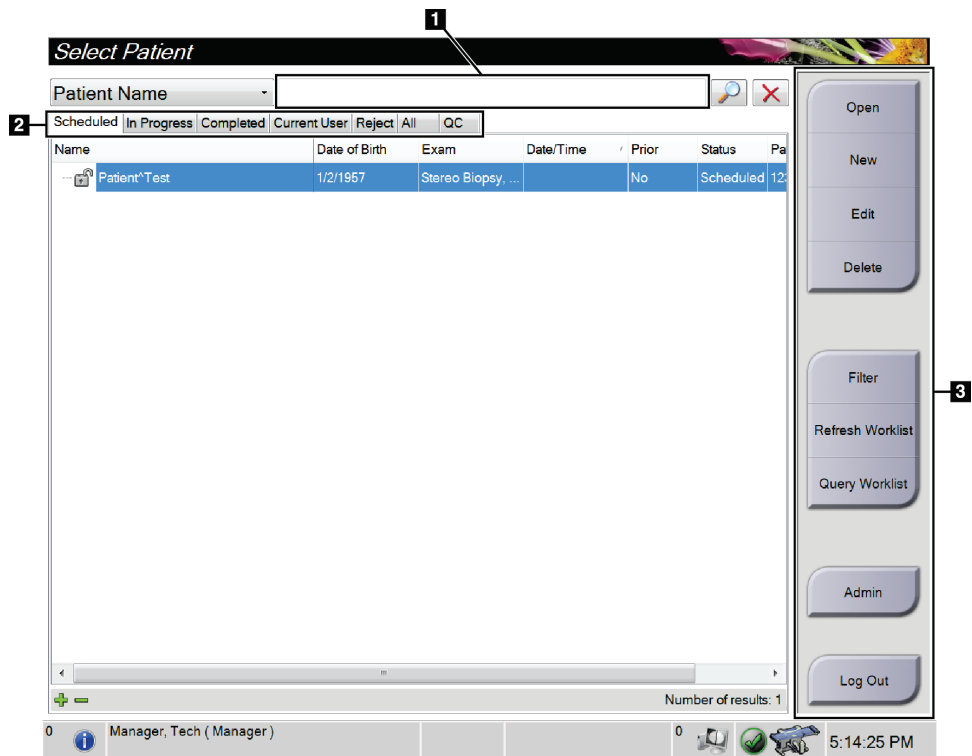 1
Select Patient
Patient Name
2
Scheduled In Progress Completed Current User Reject All QC
Name Date of Birth Exam Date/Time Prior Status Pa
Patient^Test 1/2/1957 Stereo Biopsy, ... No Scheduled 12
Open
New
Edit
Delete
Filter
3
Refresh Worklist
Query Worklist
Admin
Log Out
Number of results: 1
0 Manager, Tech ( Manager ) 0 5:14:25 PM